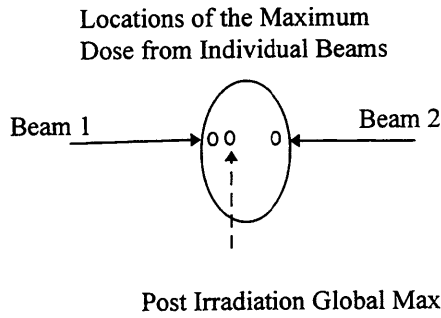 Locations of the Maximum
Dose from Individual Beams
Beam 1
Beam 2
Post Irradiation Global Max